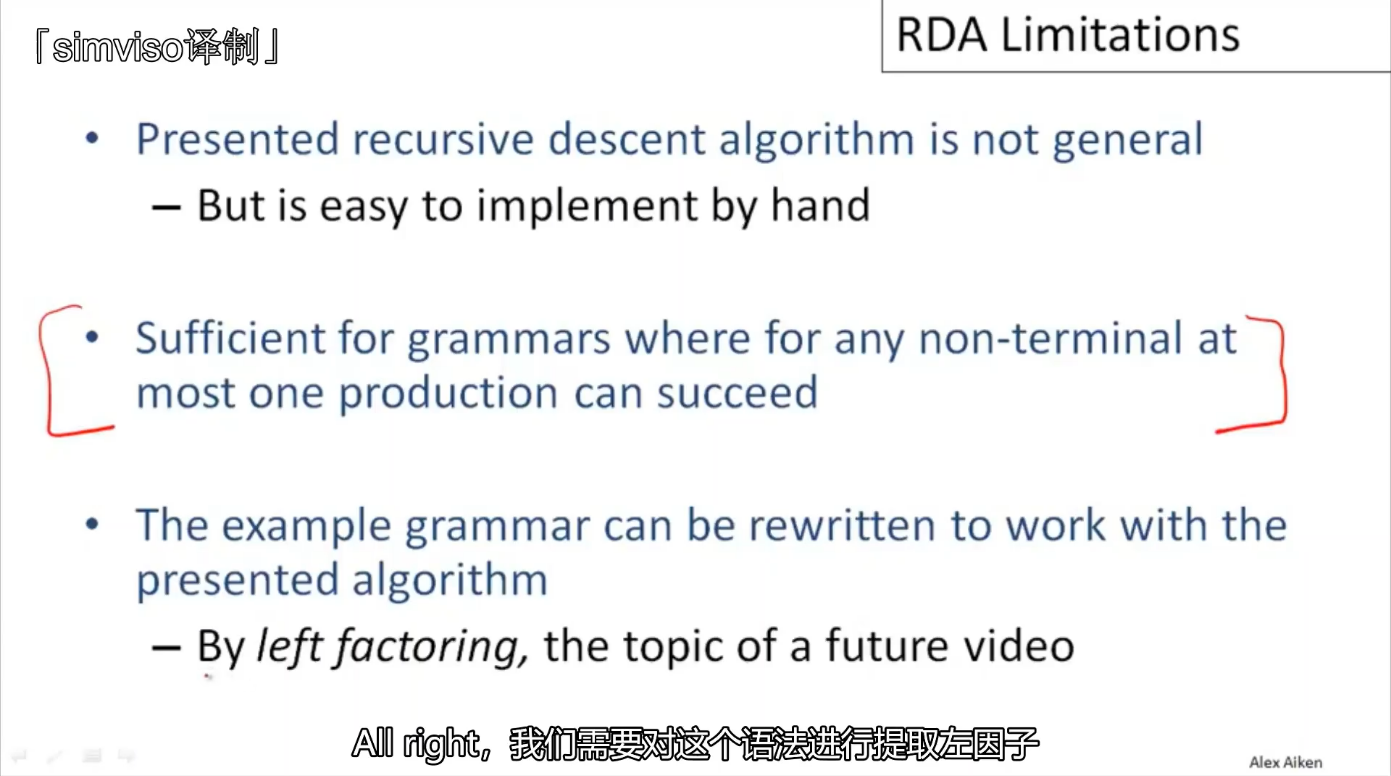 「simviso译制」
RDA Limitations
• Presented recursive descent algorithm is not general
– But is easy to implement by hand
• Sufficient for grammars where for any non-terminal at
most one production can succeed
• The example grammar can be rewritten to work with the
presented algorithm
– By left factoring, the topic of a future video
All right，我们需要对这个语法进行提取左因子
Alex Aiken